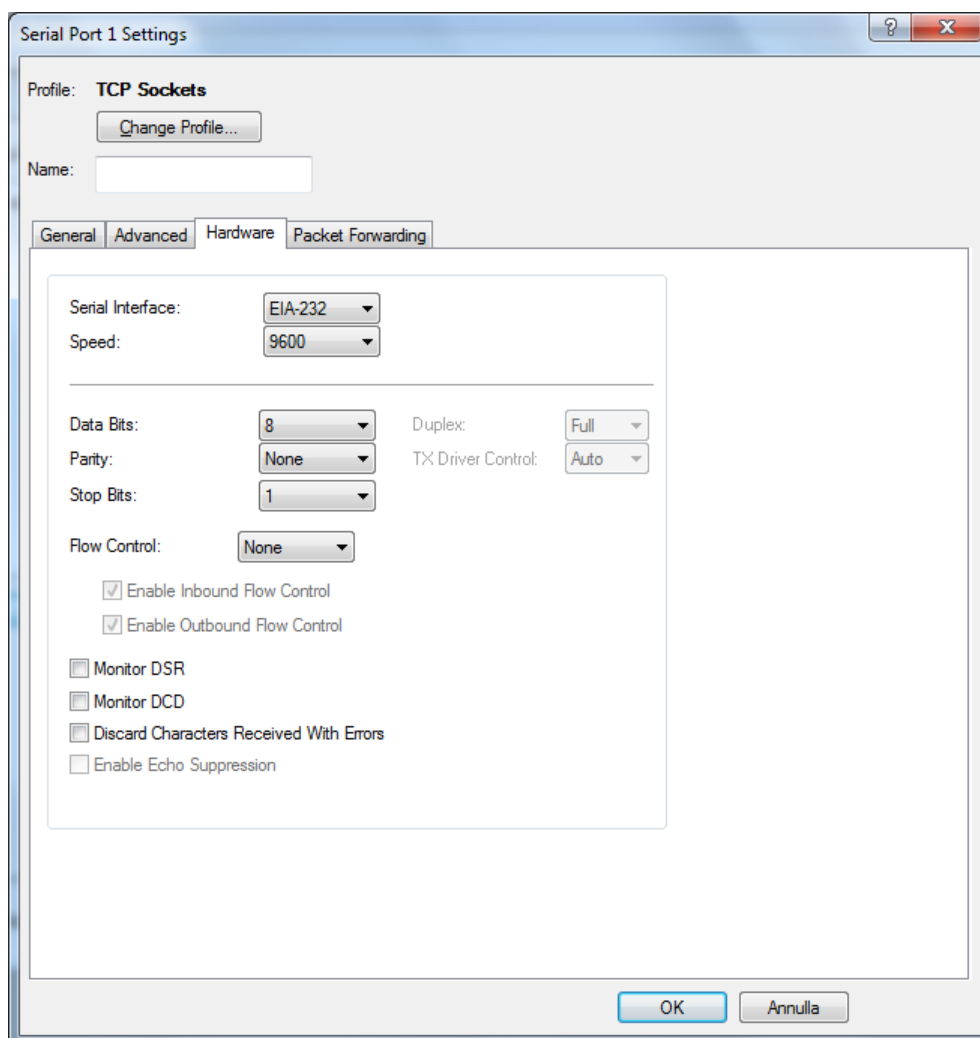 Serial Port 1 Settings
Profile: TCP Sockets
Change Profile...
Name:
General Advanced Hardware Packet Forwarding
Serial Interface: EIA-232
Speed: 9600
Data Bits: 8 Duplex: Full
Parity: None TX Driver Control: Auto
Stop Bits: 1
Flow Control: None
Enable Inbound Flow Control
Enable Outbound Flow Control
Monitor DSR
Monitor DCD
Discard Characters Received With Errors
Enable Echo Suppression
OK Annulla